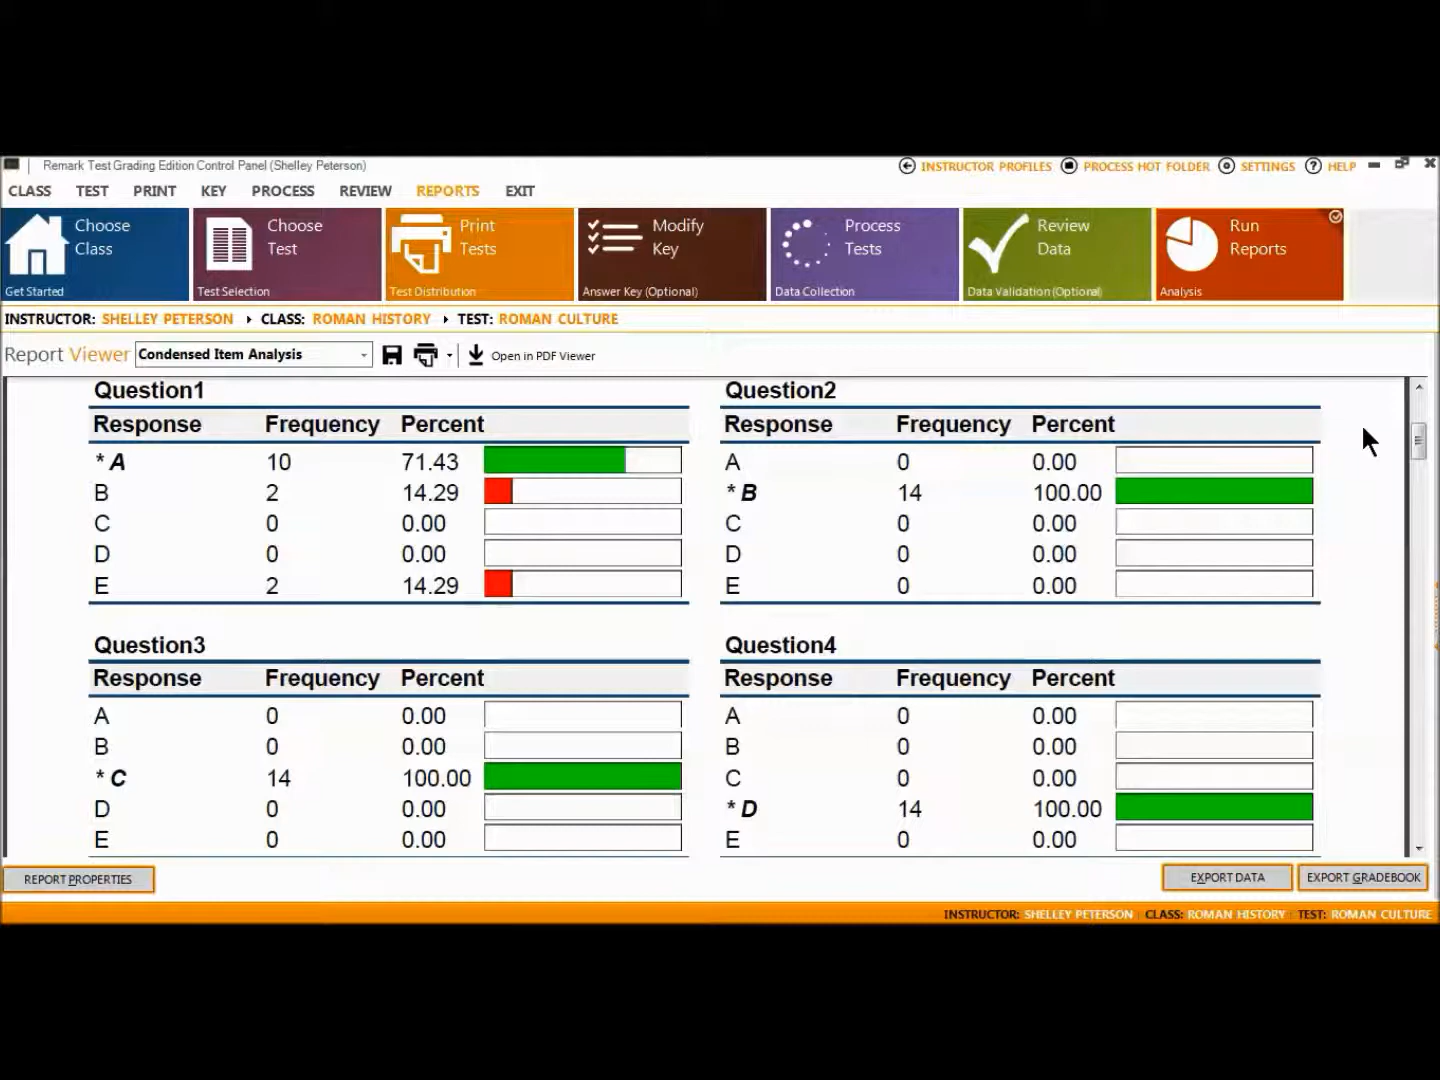 Remark Test Grading Edition Control Panel (Shelley Peterson)
INSTRUCTOR PROFILES PROCESS HOT FOLDER SETTINGS ? HELP
CLASS TEST PRINT KEY PROCESS REVIEW REPORTS EXIT
Choose Class
Get Started
Choose Test
Test Selection
Print Tests
Test Distribution
Modify Key
Answer Key (Optional)
Process Tests
Data Collection
Review Data
Data Validation (Optional)
Run Reports
Analysis
INSTRUCTOR: SHELLEY PETERSON CLASS: ROMAN HISTORY TEST: ROMAN CULTURE
Report Viewer Condensed Item Analysis Open in PDF Viewer
Question1
Response Frequency Percent
* A 10 71.43
B 2 14.29
C 0 0.00
D 0 0.00
E 2 14.29
Question2
Response Frequency Percent
A 0 0.00
* B 14 100.00
C 0 0.00
D 0 0.00
E 0 0.00
Question3
Response Frequency Percent
A 0 0.00
B 0 0.00
* C 14 100.00
D 0 0.00
E 0 0.00
Question4
Response Frequency Percent
A 0 0.00
B 0 0.00
C 0 0.00
* D 14 100.00
E 0 0.00
REPORT PROPERTIES EXPORT DATA EXPORT GRADEBOOK
INSTRUCTOR: SHELLEY PETERSON CLASS: ROMAN HISTORY TEST: ROMAN CULTURE